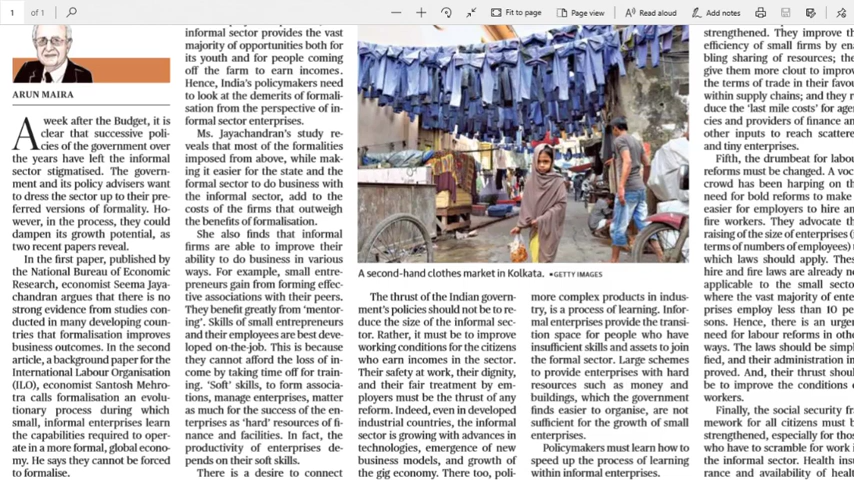 1 of 1
Fit to page
Page view
Read aloud
Add notes
ARUN MAIRA
A week after the Budget, it is
clear that successive poli-
cies of the government over
the years have left the informal
sector stigmatised. The govern-
ment and its policy advisers want
to dress the sector up to their pre-
ferred versions of formality. Ho-
wever, in the process, they could
dampen its growth potential, as
two recent papers reveal.
In the first paper, published by
the National Bureau of Economic
Research, economist Seema Jaya-
chandran argues that there is no
strong evidence from studies con-
ducted in many developing coun-
tries that formalisation improves
business outcomes. In the second
article, a background paper for the
International Labour Organisation
(ILO), economist Santosh Mehro-
tra calls formalisation an evolu-
tionary process during which
small, informal enterprises learn
the capabilities required to oper-
ate in a more formal, global econo-
my. He says they cannot be forced
to formalise.
informal sector provides the vast
majority of opportunities both for
its youth and for people coming
off the farm to earn incomes.
Hence, India's policymakers need
to look at the demerits of formali-
sation from the perspective of in-
formal sector enterprises.
Ms. Jayachandran's study re-
veals that most of the formalities
imposed from above, while mak-
ing it easier for the state and the
formal sector to do business with
the informal sector, add to the
costs of the firms that outweigh
the benefits of formalisation.
She also finds that informal
firms are able to improve their
ability to do business in various
ways. For example, small entre-
preneurs gain from forming effec-
tive associations with their peers.
They benefit greatly from 'mentor-
ing'. Skills of small entrepreneurs
and their employees are best deve-
loped on-the-job. This is because
they cannot afford the loss of in-
come by taking time off for train-
ing. 'Soft' skills, to form associa-
tions, manage enterprises, matter
as much for the success of the en-
terprises as 'hard' resources of fi-
nance and facilities. In fact, the
productivity of enterprises de-
pends on their soft skills.
There is a desire to connect
A second-hand clothes market in Kolkata. ■GETTY IMAGES
The thrust of the Indian govern-
ment's policies should not be to re-
duce the size of the informal sec-
tor. Rather, it must be to improve
working conditions for the citizens
who earn incomes in the sector.
Their safety at work, their dignity,
and their fair treatment by em-
ployers must be the thrust of any
reform. Indeed, even in developed
industrial countries, the informal
sector is growing with advances in
technologies, emergence of new
business models, and growth of
the gig economy. There too, poli-
more complex products in indus-
try, is a process of learning. Infor-
mal enterprises provide the transi-
tion space for people who have
insufficient skills and assets to join
the formal sector. Large schemes
to provide enterprises with hard
resources such as money and
buildings, which the government
finds easier to organise, are not
sufficient for the growth of small
enterprises.
Policymakers must learn how to
speed up the process of learning
within informal enterprises.
strengthened. They improve th
efficiency of small firms by ena
bling sharing of resources; the
give them more clout to improv
the terms of trade in their favou
within supply chains; and they r
duce the 'last mile costs' for agen
cies and providers of finance an
other inputs to reach scattere
and tiny enterprises.
Fifth, the drumbeat for labou
reforms must be changed. A voc
crowd has been harping on th
need for bold reforms to make
easier for employers to hire an
fire workers. They advocate th
raising of the size of enterprises (i
terms of numbers of employees) t
which laws should apply. Thes
hire and fire laws are already no
applicable to the small secto
where the vast majority of ente
prises employ less than 10 pe
sons. Hence, there is an urgen
need for labour reforms in oth
ways. The laws should be simpl
fied, and their administration im
proved. And, their thrust shoul
be to improve the conditions o
workers.
Finally, the social security fra
mework for all citizens must b
strengthened, especially for thos
who have to scramble for work i
the informal sector. Health insu
rance and availability of healt